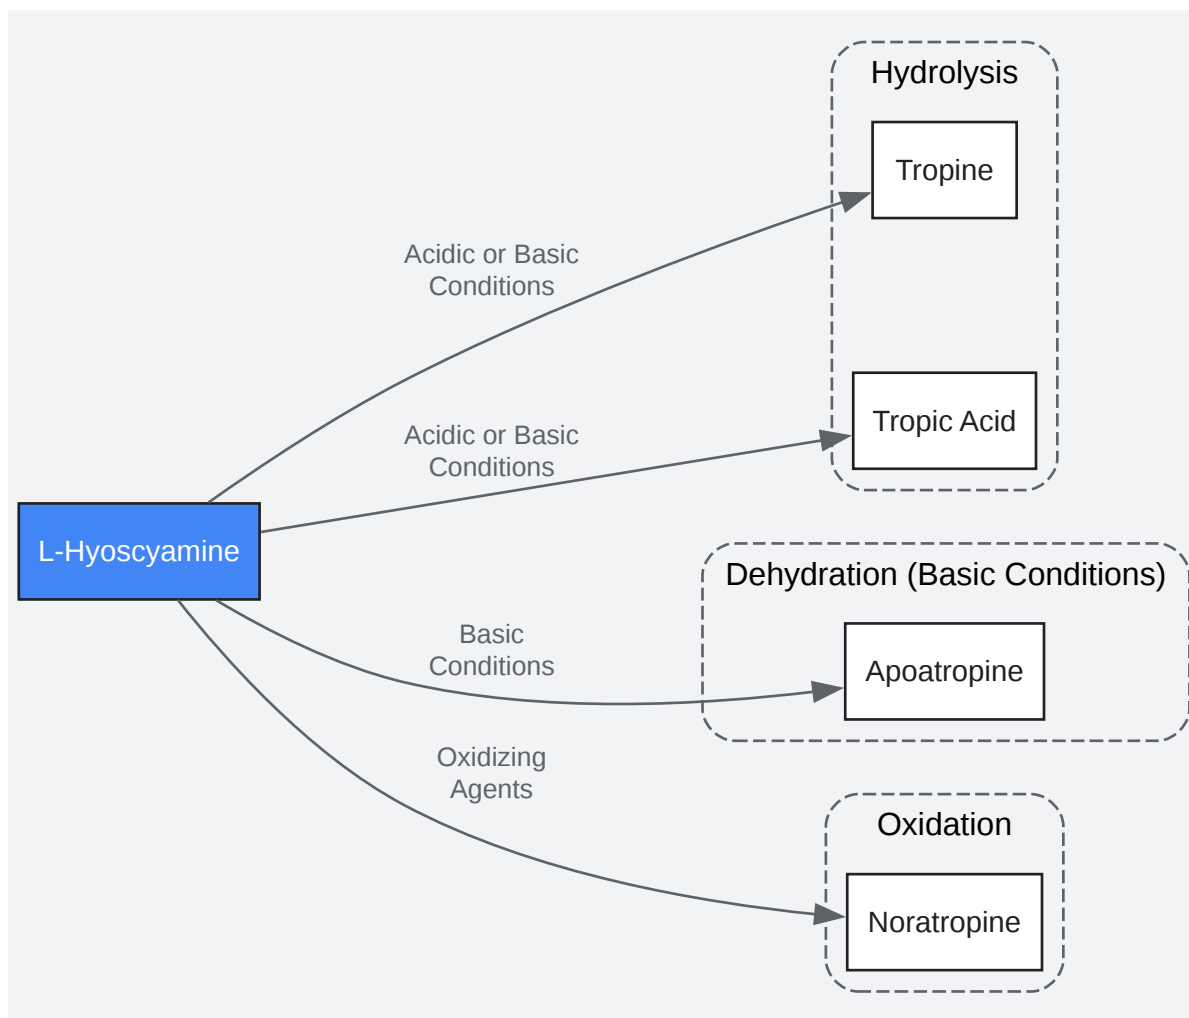 Hydrolysis
Tropine
Acidic or Basic
Conditions
Tropic Acid
Acidic or Basic
Conditions
L-Hyoscyamine
Dehydration (Basic Conditions)
Basic
Conditions
Apoatropine
Oxidizing
Agents
Oxidation
Noratropine